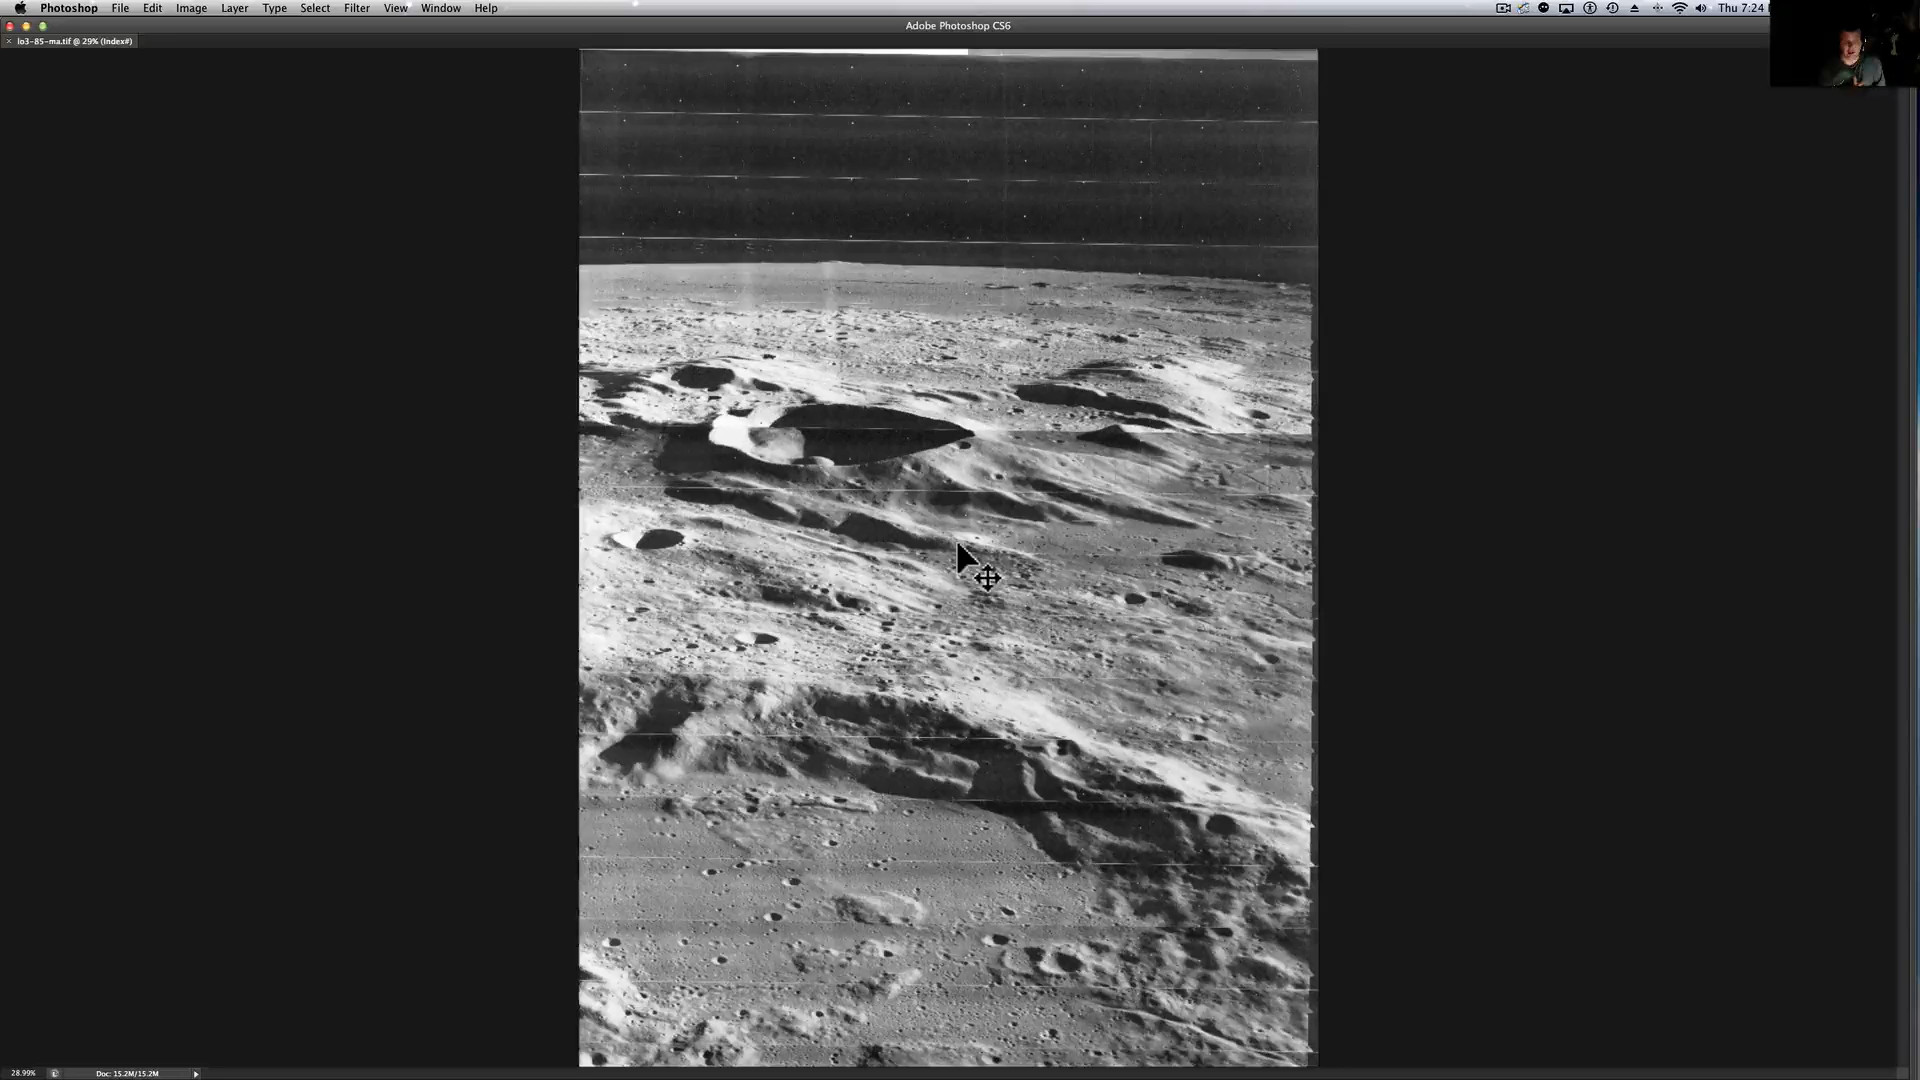 Photoshop File Edit Image Layer Type Select Filter View Window Help Thu 7:24
Adobe Photoshop CS6
lo3-85-ma.tif @ 29% (Index#)
28.99% Doc: 15.2M/15.2M